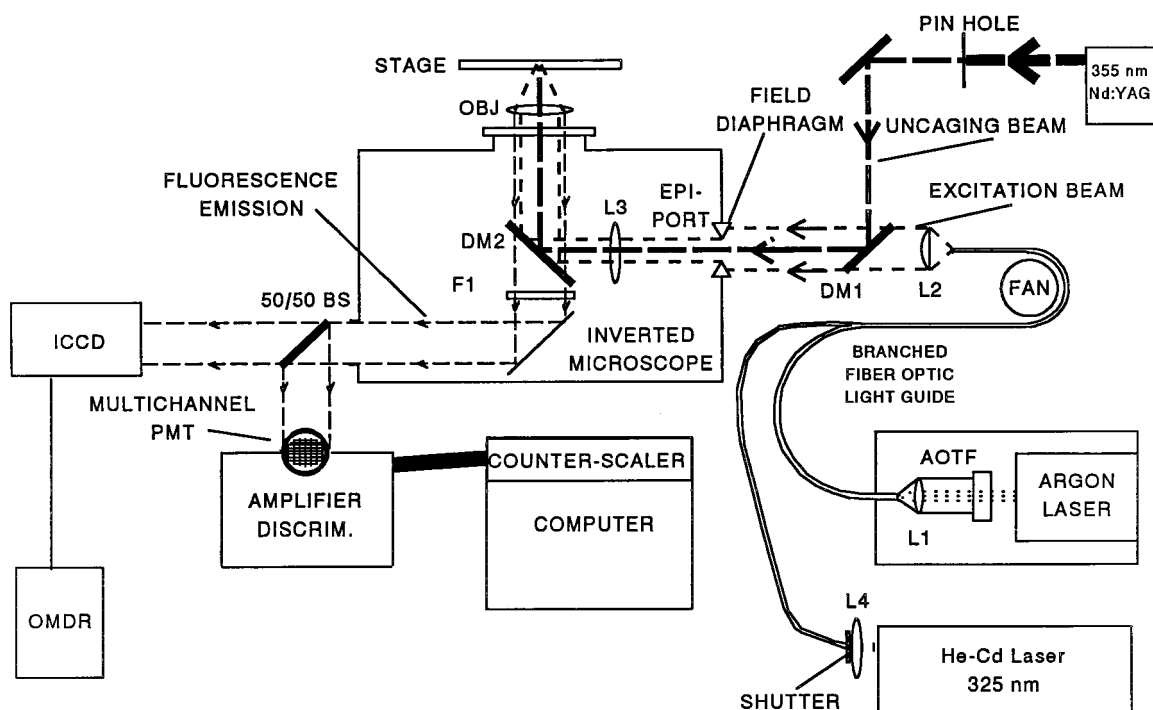 PIN HOLE
STAGE
355 nm
Nd:YAG
OBJ
FIELD
DIAPHRAGM
UNCAGING BEAM
FLUORESCENCE
EMISSION
EPI-
PORT
EXCITATION BEAM
L3
DM2
F1
DM1
L2
FAN
50/50 BS
ICCD
INVERTED
MICROSCOPE
BRANCHED
FIBER OPTIC
LIGHT GUIDE
MULTICHANNEL
PMT
AOTF
ARGON
LASER
L1
COUNTER-SCALER
AMPLIFIER
DISCRIM.
COMPUTER
OMDR
L4
He-Cd Laser
325 nm
SHUTTER